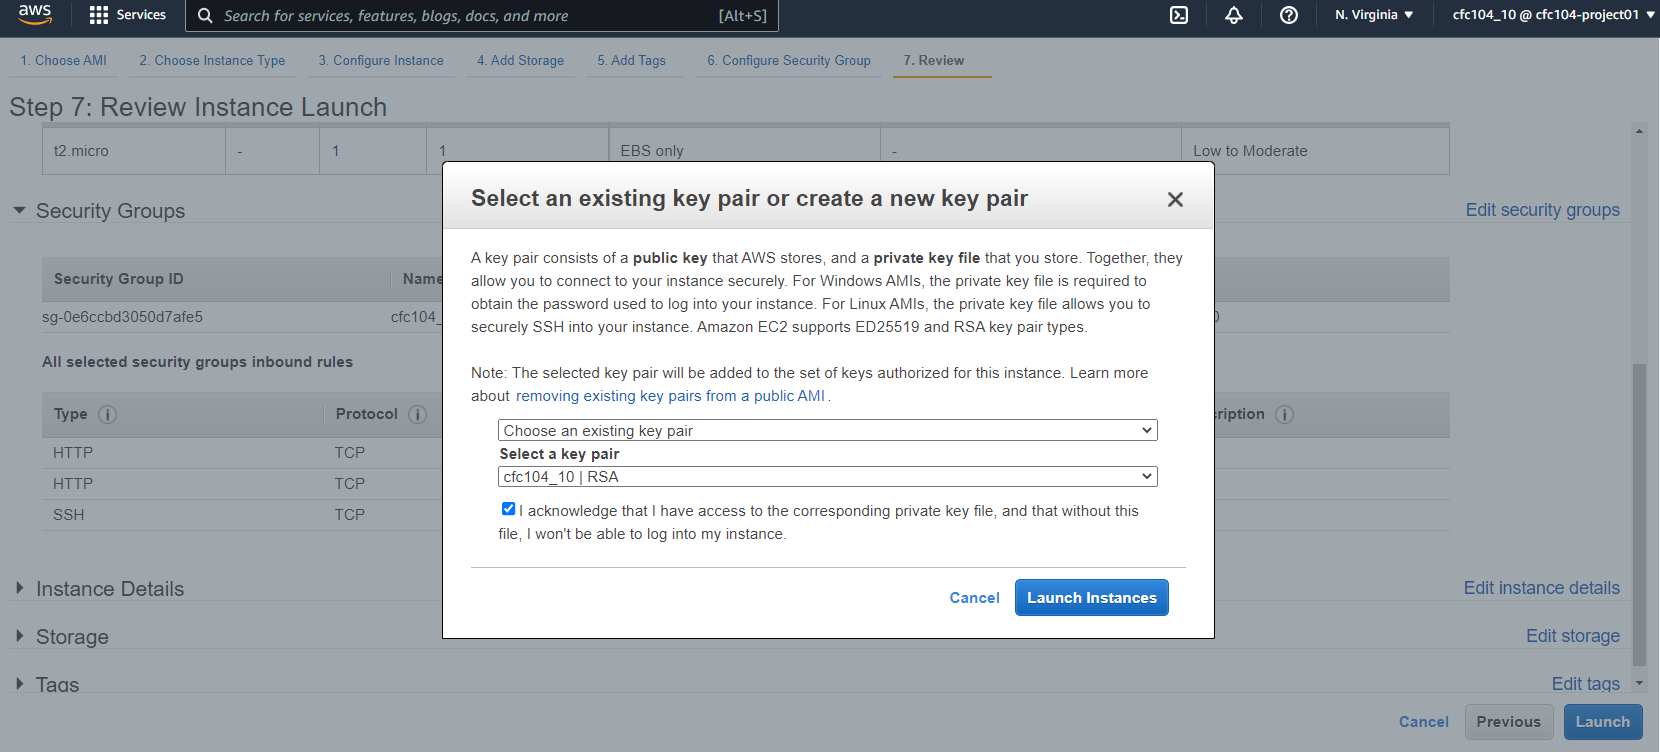 aws Services Search for services, features, blogs, docs, and more [Alt+S] N. Virginia cfc104_10 @ cfc104-project01
1. Choose AMI 2. Choose Instance Type 3. Configure Instance 4. Add Storage 5. Add Tags 6. Configure Security Group 7. Review
Step 7: Review Instance Launch
t2.micro - 1 1 EBS only - Low to Moderate
Security Groups Edit security groups
Security Group ID Name
sg-0e6ccbd3050d7afe5 cfc104_
All selected security groups inbound rules
Type Protocol
HTTP TCP
HTTP TCP
SSH TCP
Instance Details Edit instance details
Storage Edit storage
Tags Edit tags
Cancel Previous Launch
Select an existing key pair or create a new key pair
A key pair consists of a public key that AWS stores, and a private key file that you store. Together, they
allow you to connect to your instance securely. For Windows AMIs, the private key file is required to
obtain the password used to log into your instance. For Linux AMIs, the private key file allows you to
securely SSH into your instance. Amazon EC2 supports ED25519 and RSA key pair types.
Note: The selected key pair will be added to the set of keys authorized for this instance. Learn more
about removing existing key pairs from a public AMI .
Choose an existing key pair
Select a key pair
cfc104_10 | RSA
I acknowledge that I have access to the corresponding private key file, and that without this
file, I won't be able to log into my instance.
Cancel Launch Instances